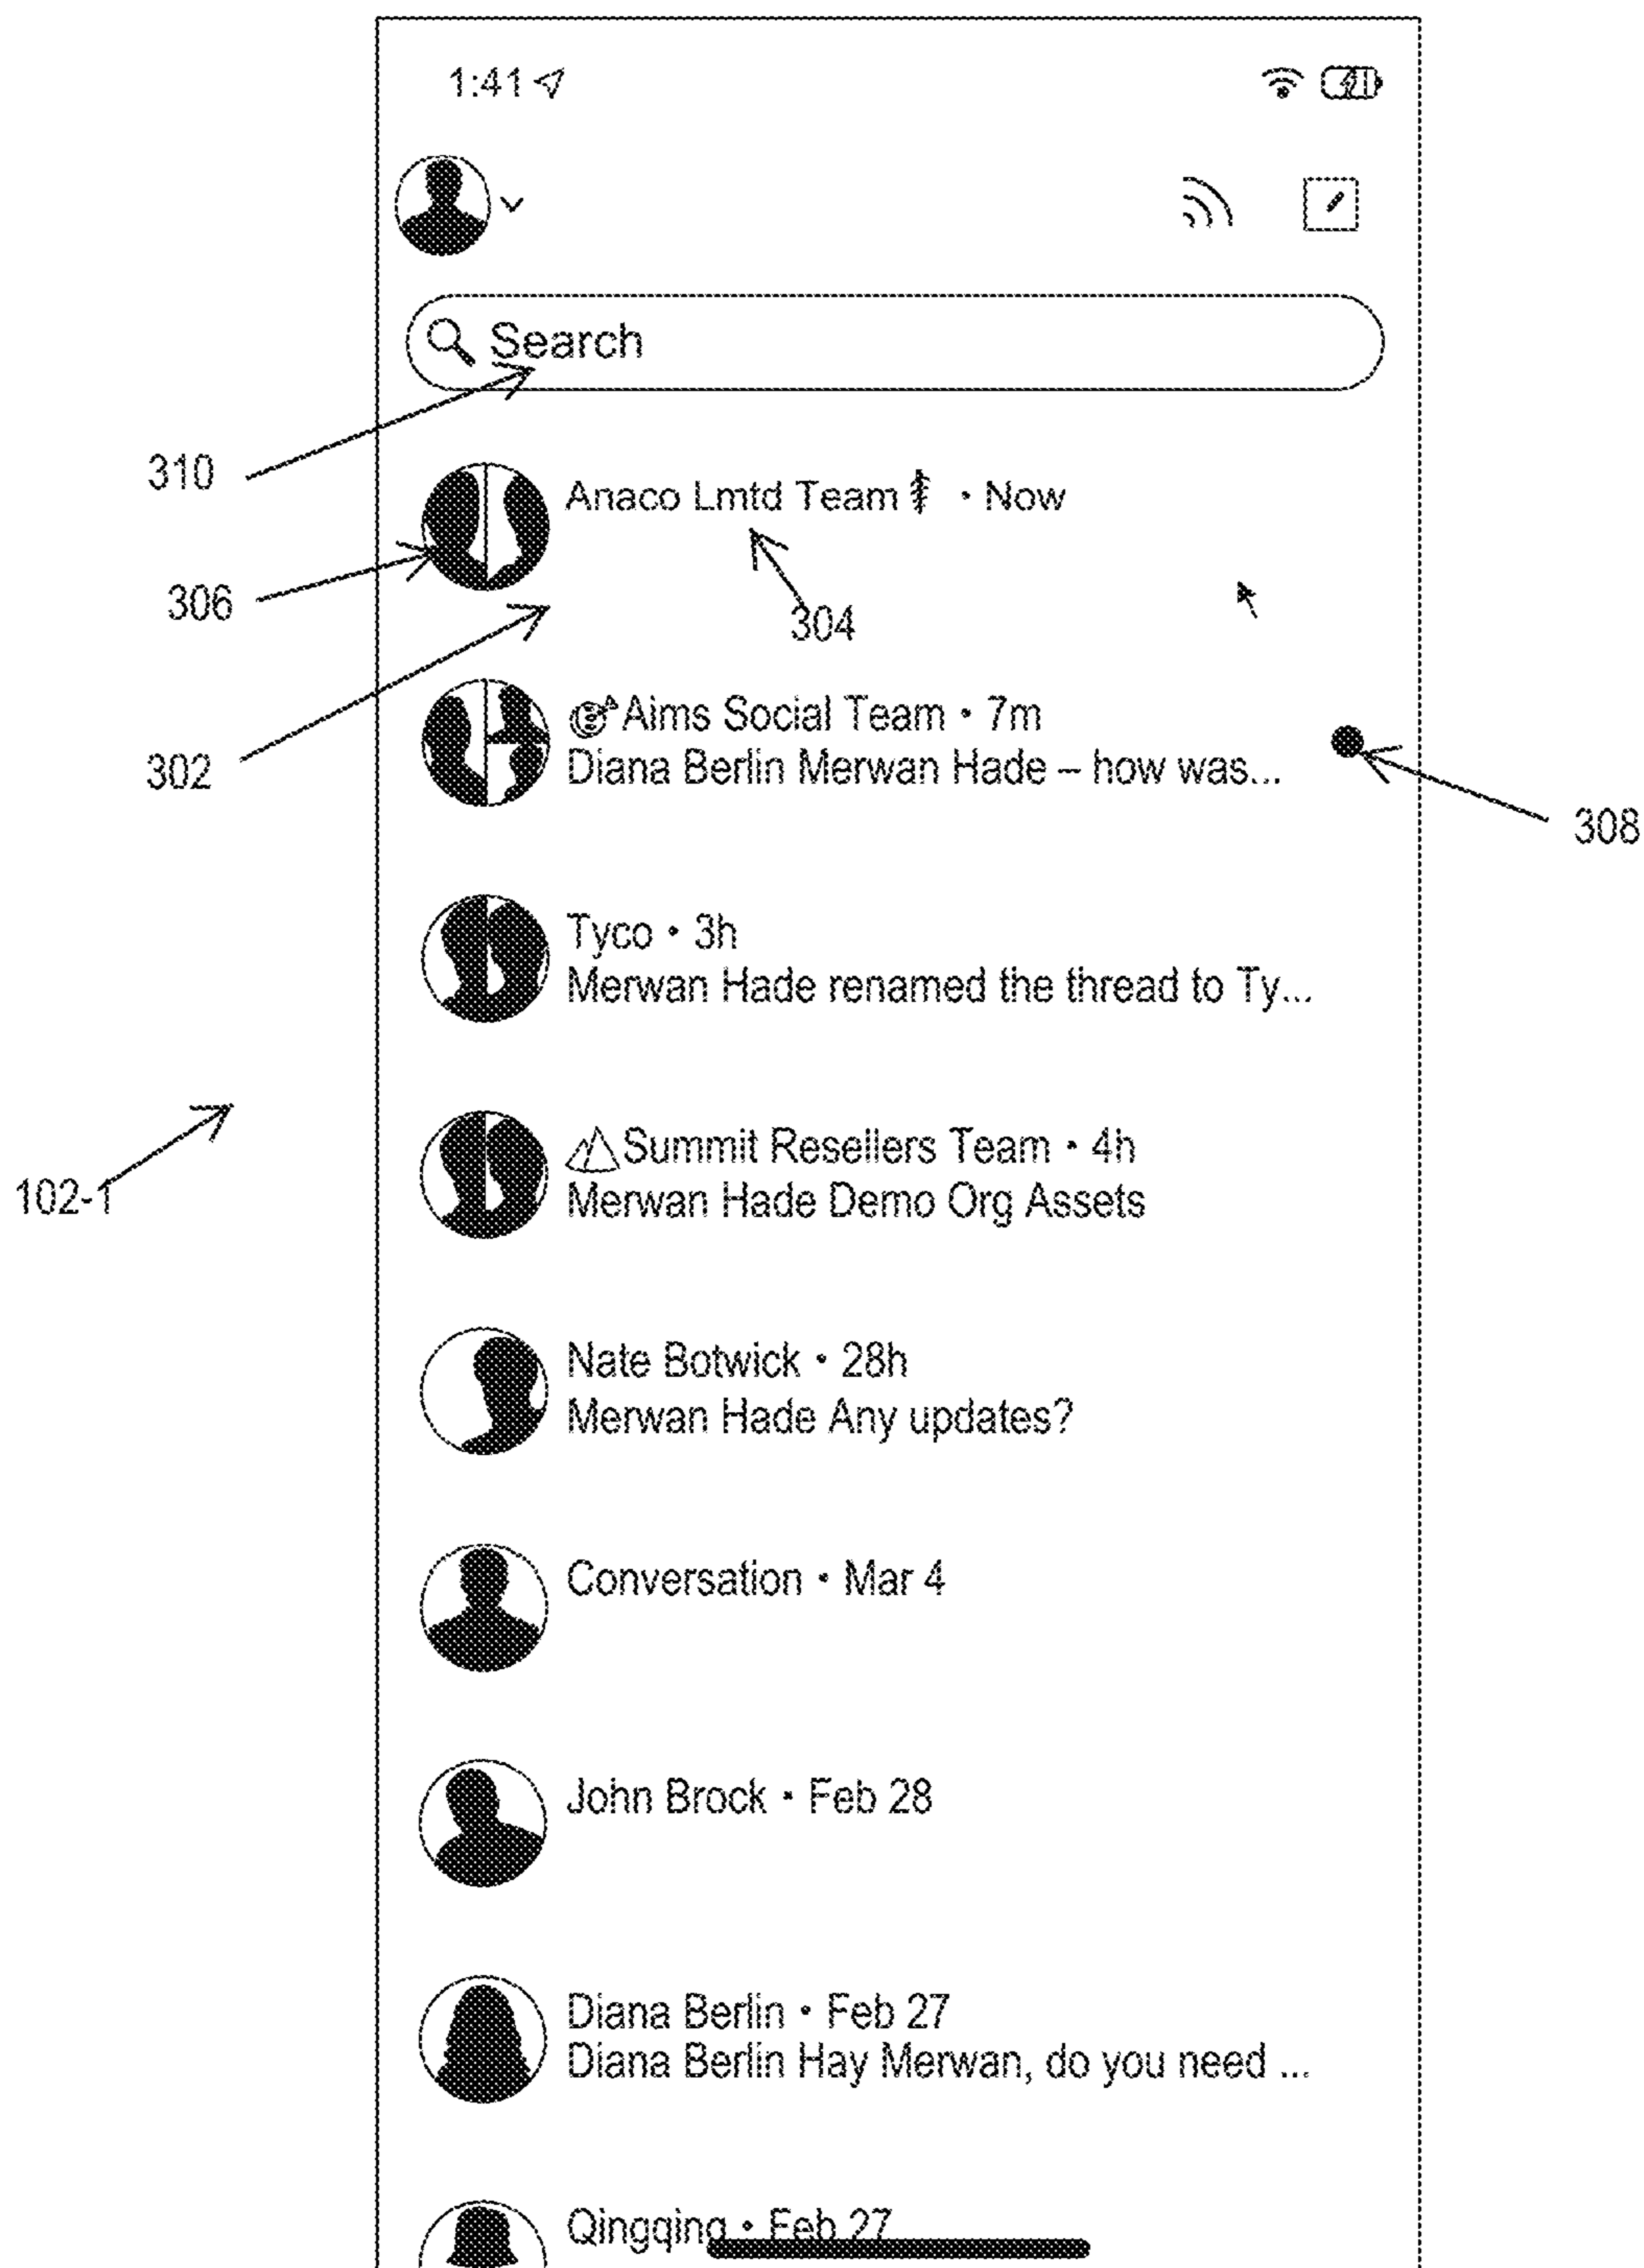 1:41
Search
310
Anaco Lmtd Team • Now
306
304
302
Aims Social Team • 7m
Diana Berlin Merwan Hade – how was...
308
Tyco • 3h
Merwan Hade renamed the thread to Ty...
102-1
Summit Resellers Team • 4h
Merwan Hade Demo Org Assets
Nate Botwick • 28h
Merwan Hade Any updates?
Conversation • Mar 4
John Brock • Feb 28
Diana Berlin • Feb 27
Diana Berlin Hay Merwan, do you need ...
Qingqing • Feb 27